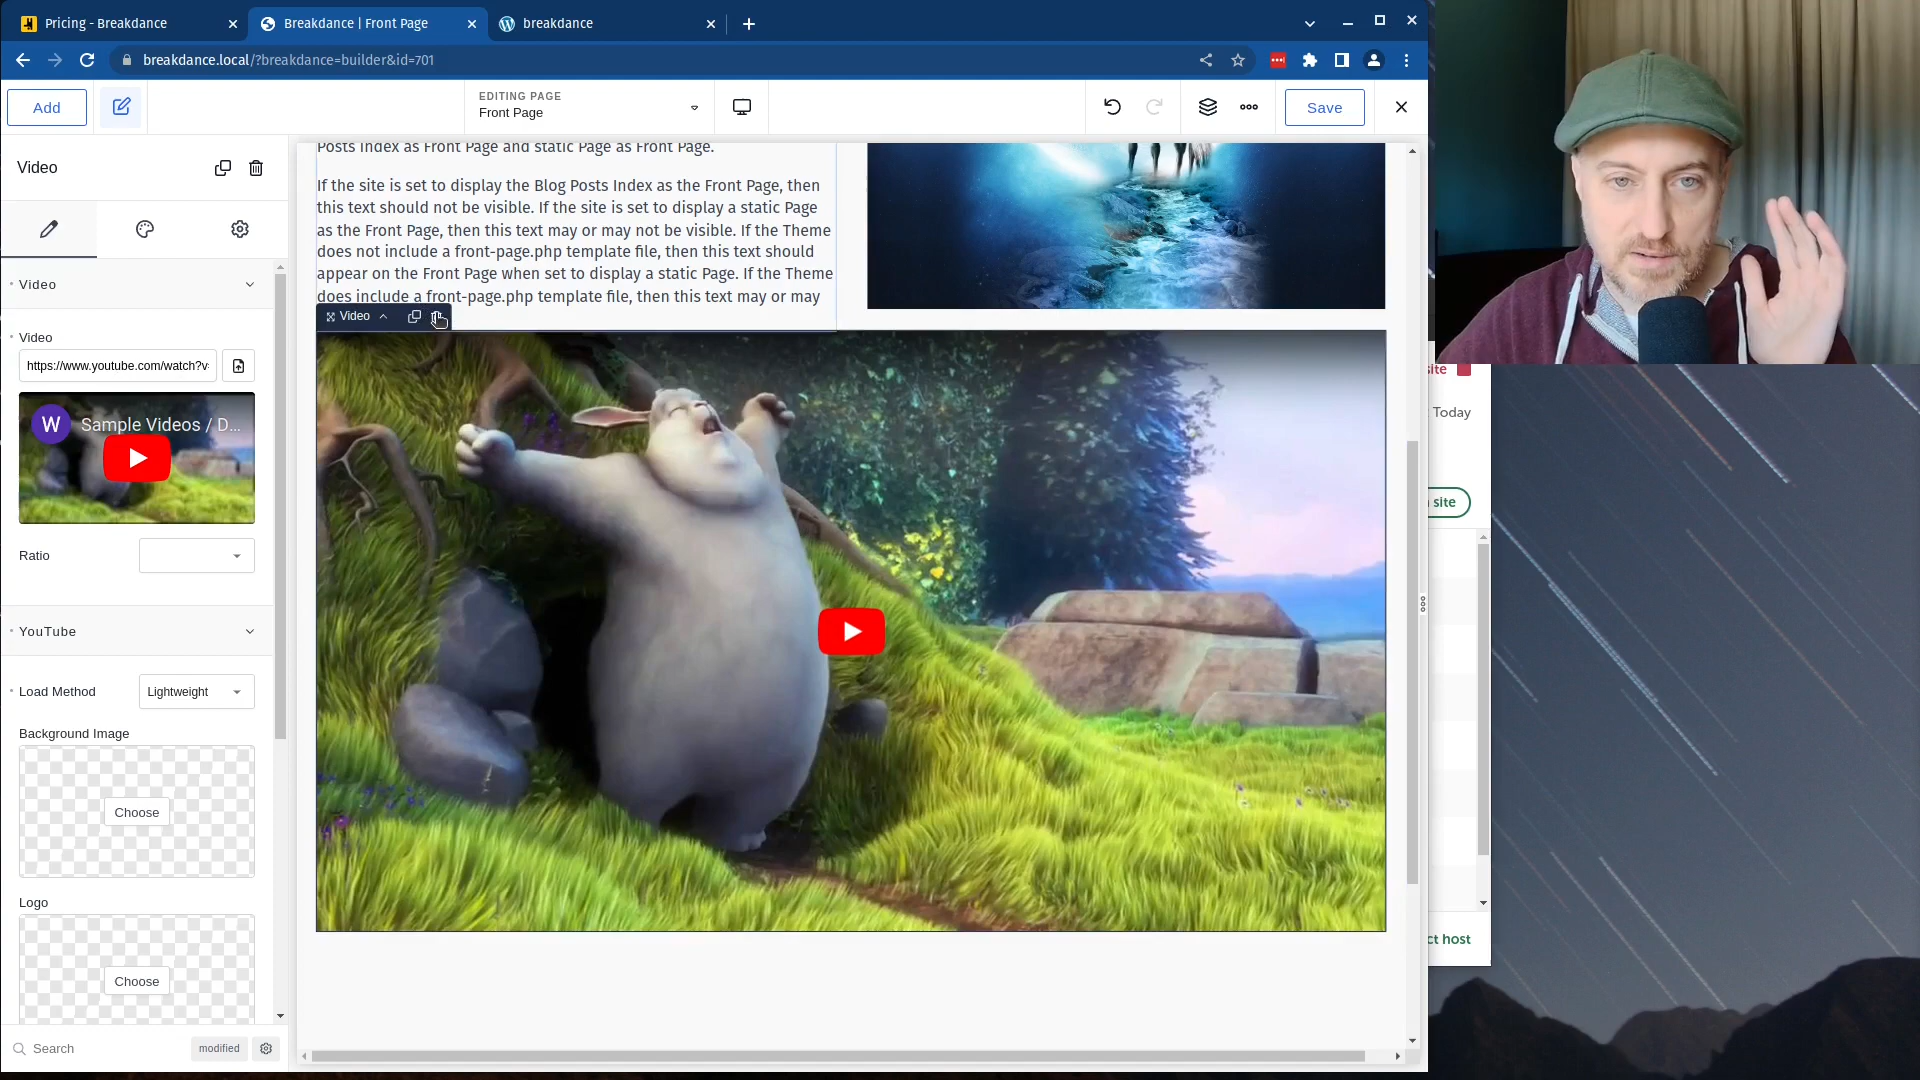 Pricing - Breakdance
Breakdance | Front Page
breakdance
breakdance.local/?breakdance=builder&id=701
Add
EDITING PAGE
Front Page
Save
Video
Video
Video
https://www.youtube.com/watch?v
W
Sample Videos / D...
Ratio
YouTube
Load Method
Lightweight
Background Image
Choose
Logo
Choose
Search
modified
Posts Index as Front Page and static Page as Front Page.
If the site is set to display the Blog Posts Index as the Front Page, then
this text should not be visible. If the site is set to display a static Page
as the Front Page, then this text may or may not be visible. If the Theme
does not include a front-page.php template file, then this text should
appear on the Front Page when set to display a static Page. If the Theme
does include a front-page.php template file, then this text may or may
Video
site
Today
site
ct host